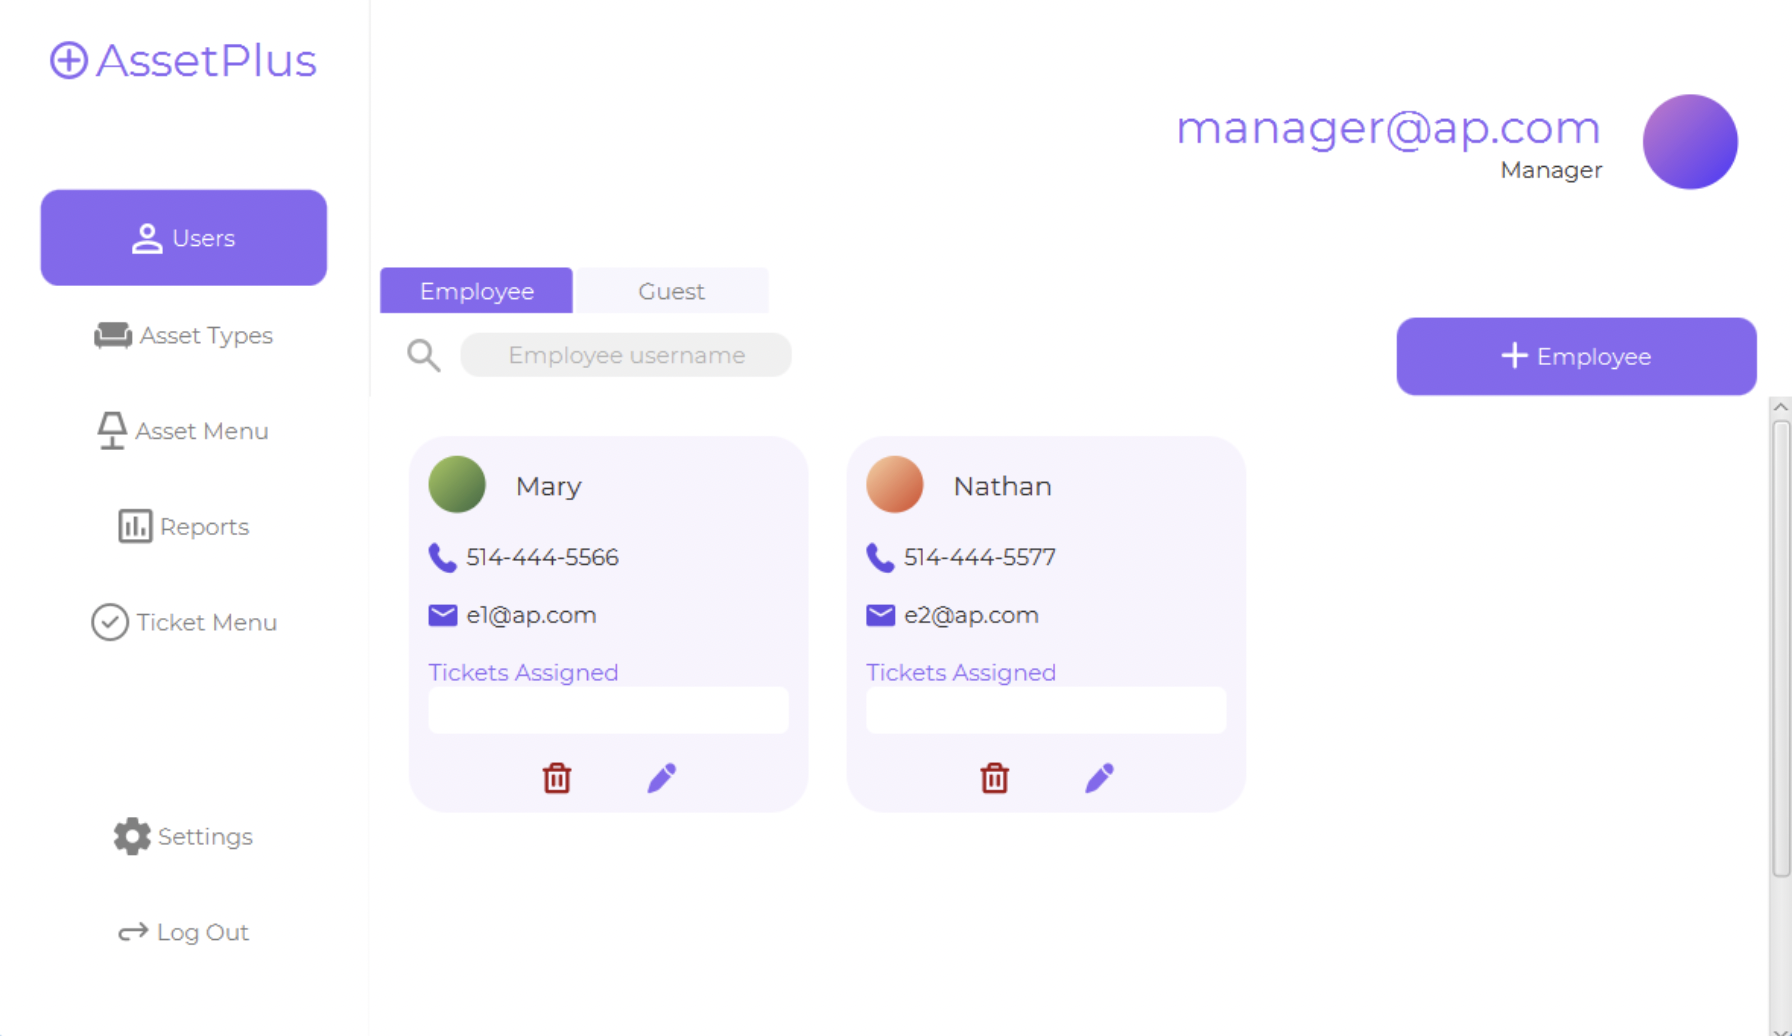 AssetPlus
manager@ap.com
Manager
Users
Asset Types
Asset Menu
Reports
Ticket Menu
Settings
Log Out
Employee
Guest
Employee username
Employee
Mary
514-444-5566
e1@ap.com
Tickets Assigned
Nathan
514-444-5577
e2@ap.com
Tickets Assigned